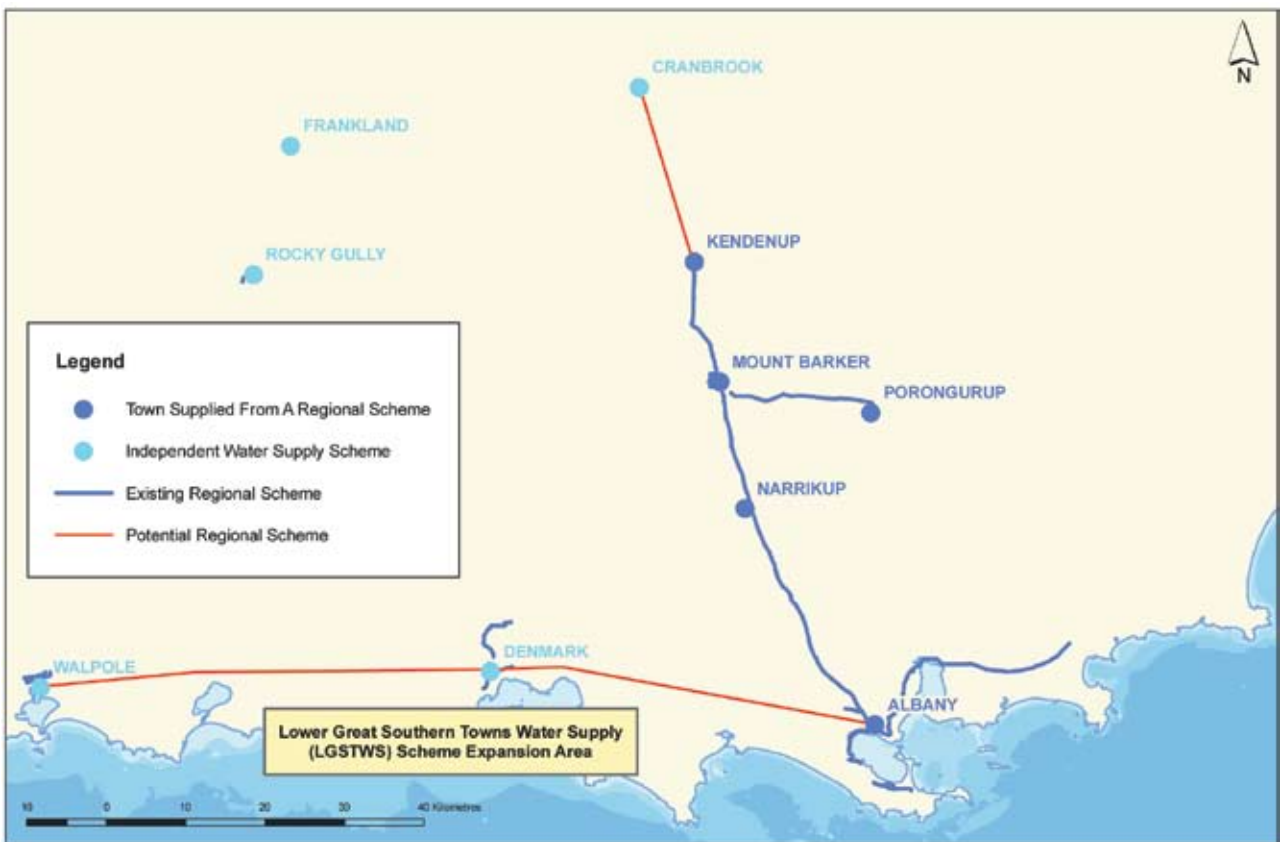 N
CRANBROOK
FRANKLAND
KENDENUP
ROCKY GULLY
MOUNT BARKER
PORONGURUP
NARRIKUP
Legend
Town Supplied From A Regional Scheme
Independent Water Supply Scheme
Existing Regional Scheme
Potential Regional Scheme
WALPOLE
DENMARK
ALBANY
Lower Great Southern Towns Water Supply
(LGSTWS) Scheme Expansion Area
10 0 10 20 30 40 Kilometres